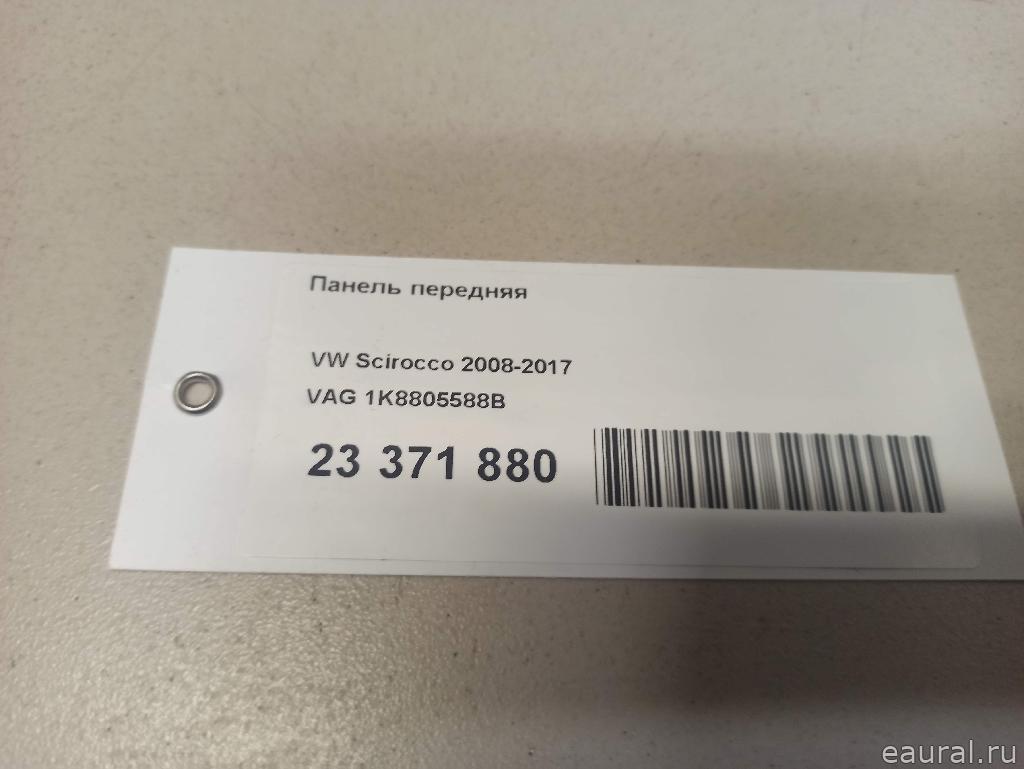 Панель передняя
VW Scirocco 2008-2017
VAG 1K8805588B
23 371 880
eaural.ru